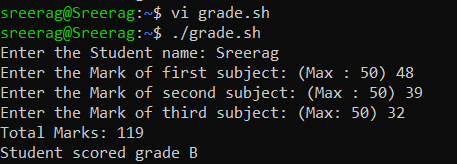 sreerag@Sreerag:~$ vi grade.sh
sreerag@Sreerag:~$ ./grade.sh
Enter the Student name: Sreerag
Enter the Mark of first subject: (Max : 50) 48
Enter the Mark of second subject: (Max : 50) 39
Enter the Mark of third subject: (Max: 50) 32
Total Marks: 119
Student scored grade B